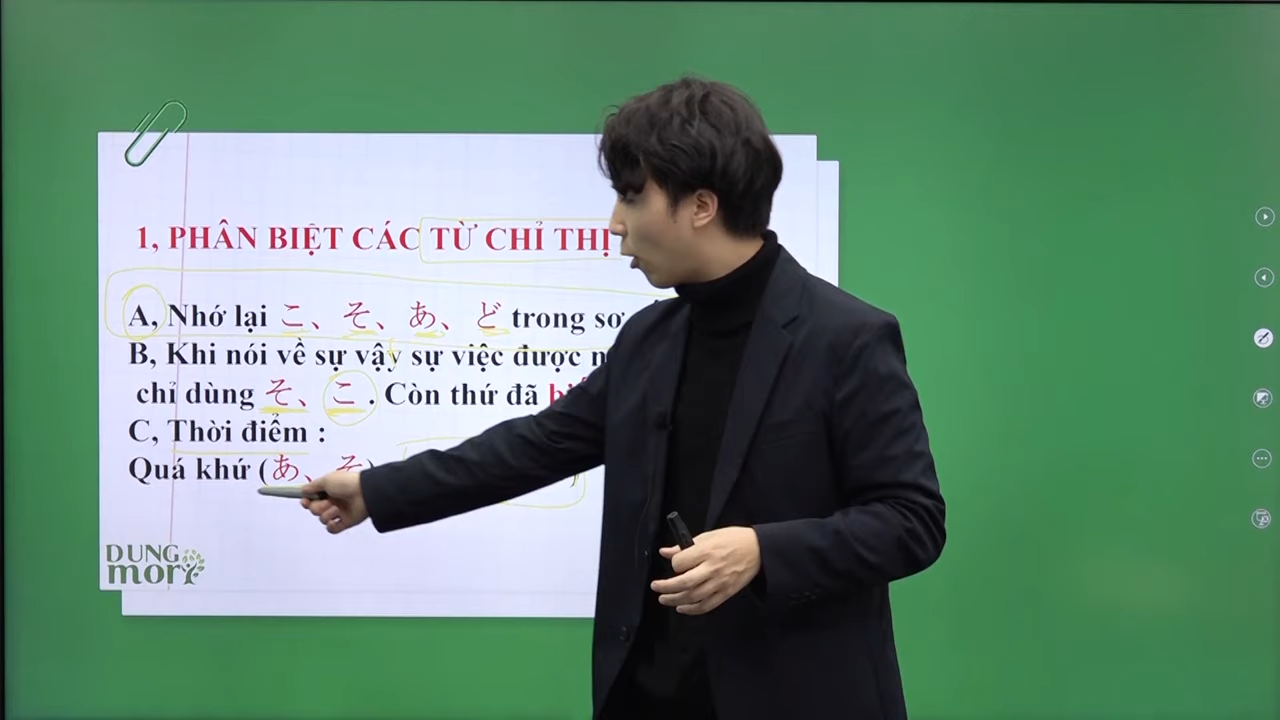 1, PHÂN BIỆT CÁC TỪ CHỈ THỊ
A, Nhớ lại こ、そ、あ、ど trong sơ
B, Khi nói về sự vậy sự việc được
chỉ dùng そ、こ. Còn thứ đã
C, Thời điểm :
Quá khứ (あ、そ)
DUNG
mori